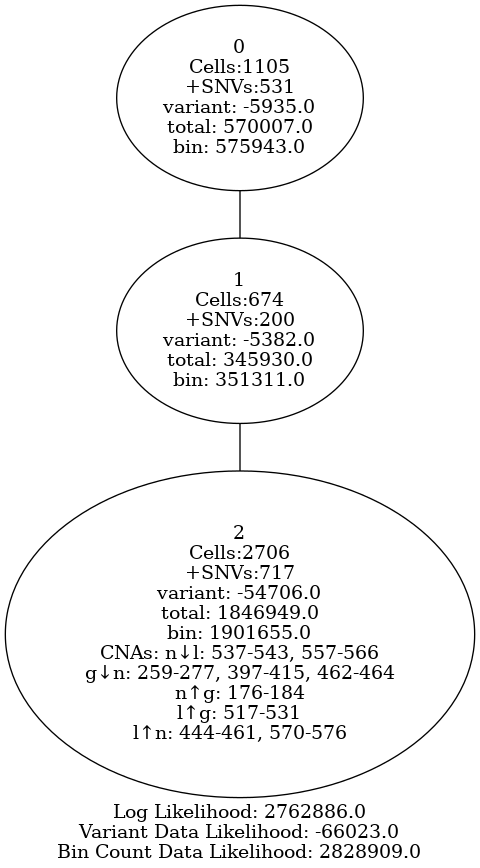 0
Cells:1105
+SNVs:531
variant: -5935.0
total: 570007.0
bin: 575943.0
1
Cells:674
+SNVs:200
variant: -5382.0
total: 345930.0
bin: 351311.0
2
Cells:2706
+SNVs:717
variant: -54706.0
total: 1846949.0
bin: 1901655.0
CNAs: n↓l: 537-543, 557-566
g↓n: 259-277, 397-415, 462-464
n↑g: 176-184
l↑g: 517-531
l↑n: 444-461, 570-576
Log Likelihood: 2762886.0
Variant Data Likelihood: -66023.0
Bin Count Data Likelihood: 2828909.0